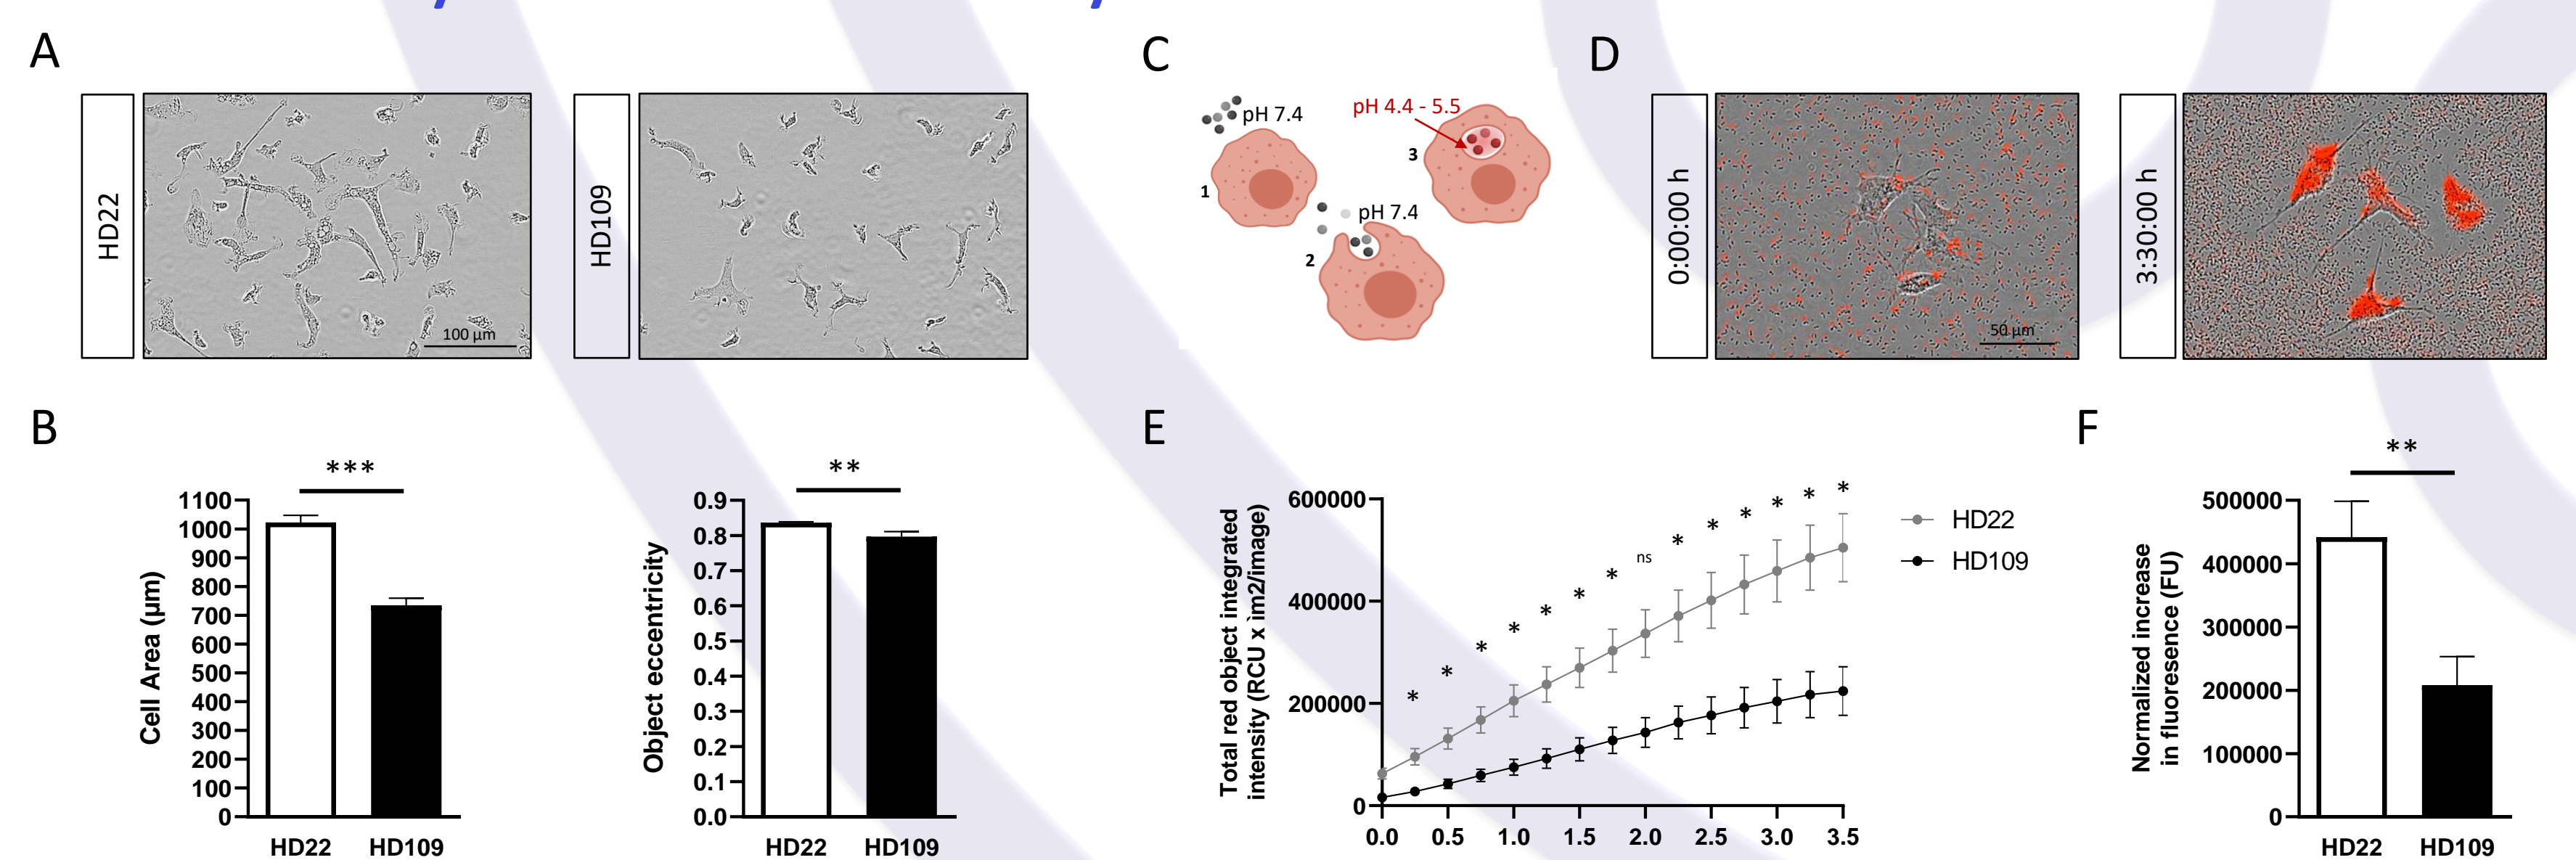 A
HD22
100 µm
HD109
B
***
1100
1000
900
800
700
600
500
400
300
200
100
0
Cell Area (µm)
HD22
HD109
**
0.9
0.8
0.7
0.6
0.5
0.4
0.3
0.2
0.1
0.0
Object eccentricity
HD22
HD109
C
pH 7.4
1
pH 7.4
2
pH 4.4 - 5.5
3
D
0:00:00 h
50 µm
3:30:00 h
E
600000
400000
200000
0
Total red object integrated
intensity (RCU x ìm2/image)
* * * * * * * ns * * * * * *
HD22
HD109
0.0 0.5 1.0 1.5 2.0 2.5 3.0 3.5
F
**
500000
400000
300000
200000
100000
0
Normalized increase
in fluoresence (FU)
HD22
HD109